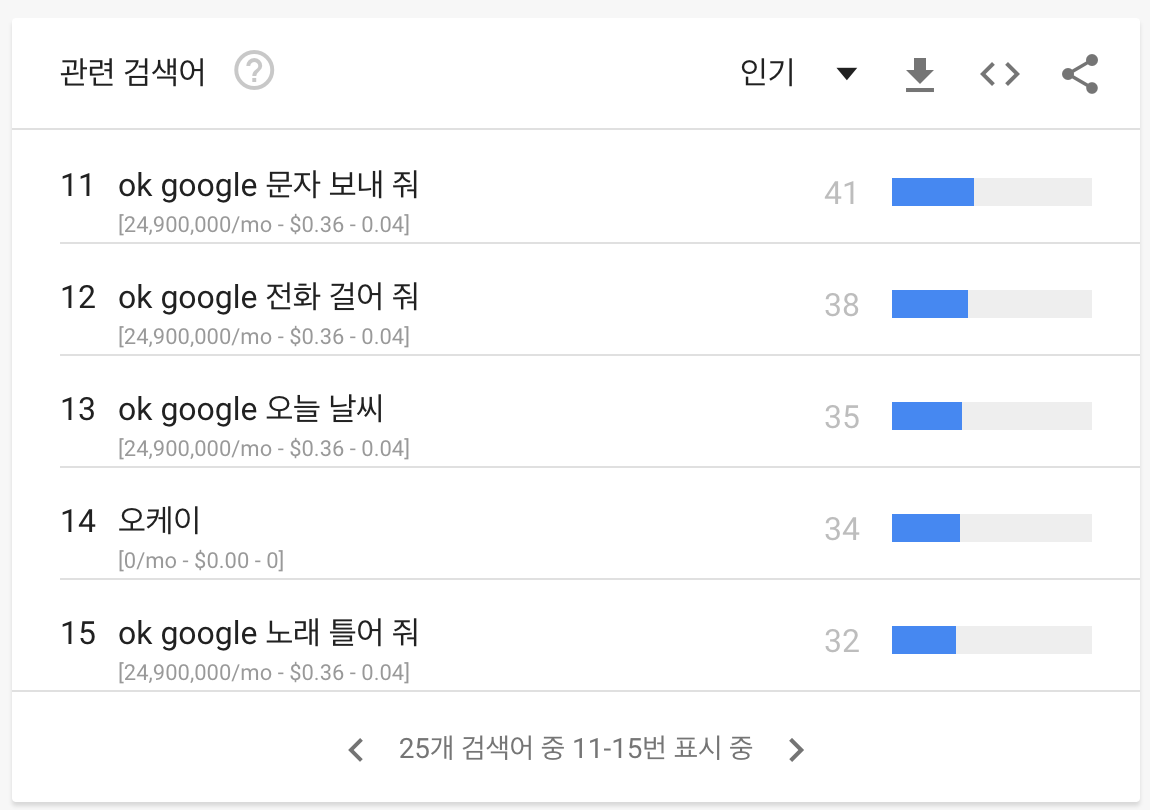 관련 검색어 ?
인기
11 ok google 문자 보내 줘 41
[24,900,000/mo - $0.36 - 0.04]
12 ok google 전화 걸어 줘 38
[24,900,000/mo - $0.36 - 0.04]
13 ok google 오늘 날씨 35
[24,900,000/mo - $0.36 - 0.04]
14 오케이 34
[0/mo - $0.00 - 0]
15 ok google 노래 틀어 줘 32
[24,900,000/mo - $0.36 - 0.04]
25개 검색어 중 11-15번 표시 중